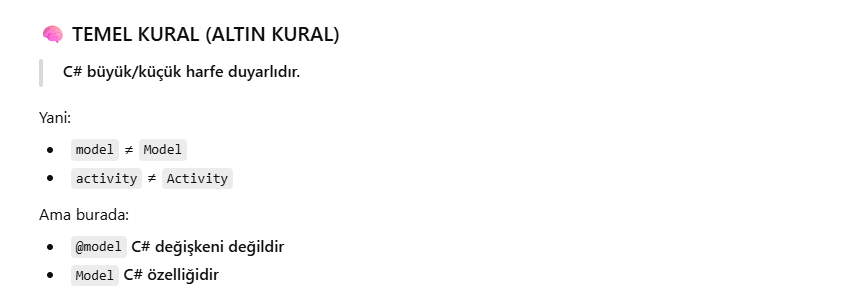 🧠 TEMEL KURAL (ALTIN KURAL)
C# büyük/küçük harfe duyarlıdır.
Yani:
• model ≠ Model
• activity ≠ Activity
Ama burada:
• @model C# değişkeni değildir
• Model C# özelliğidir